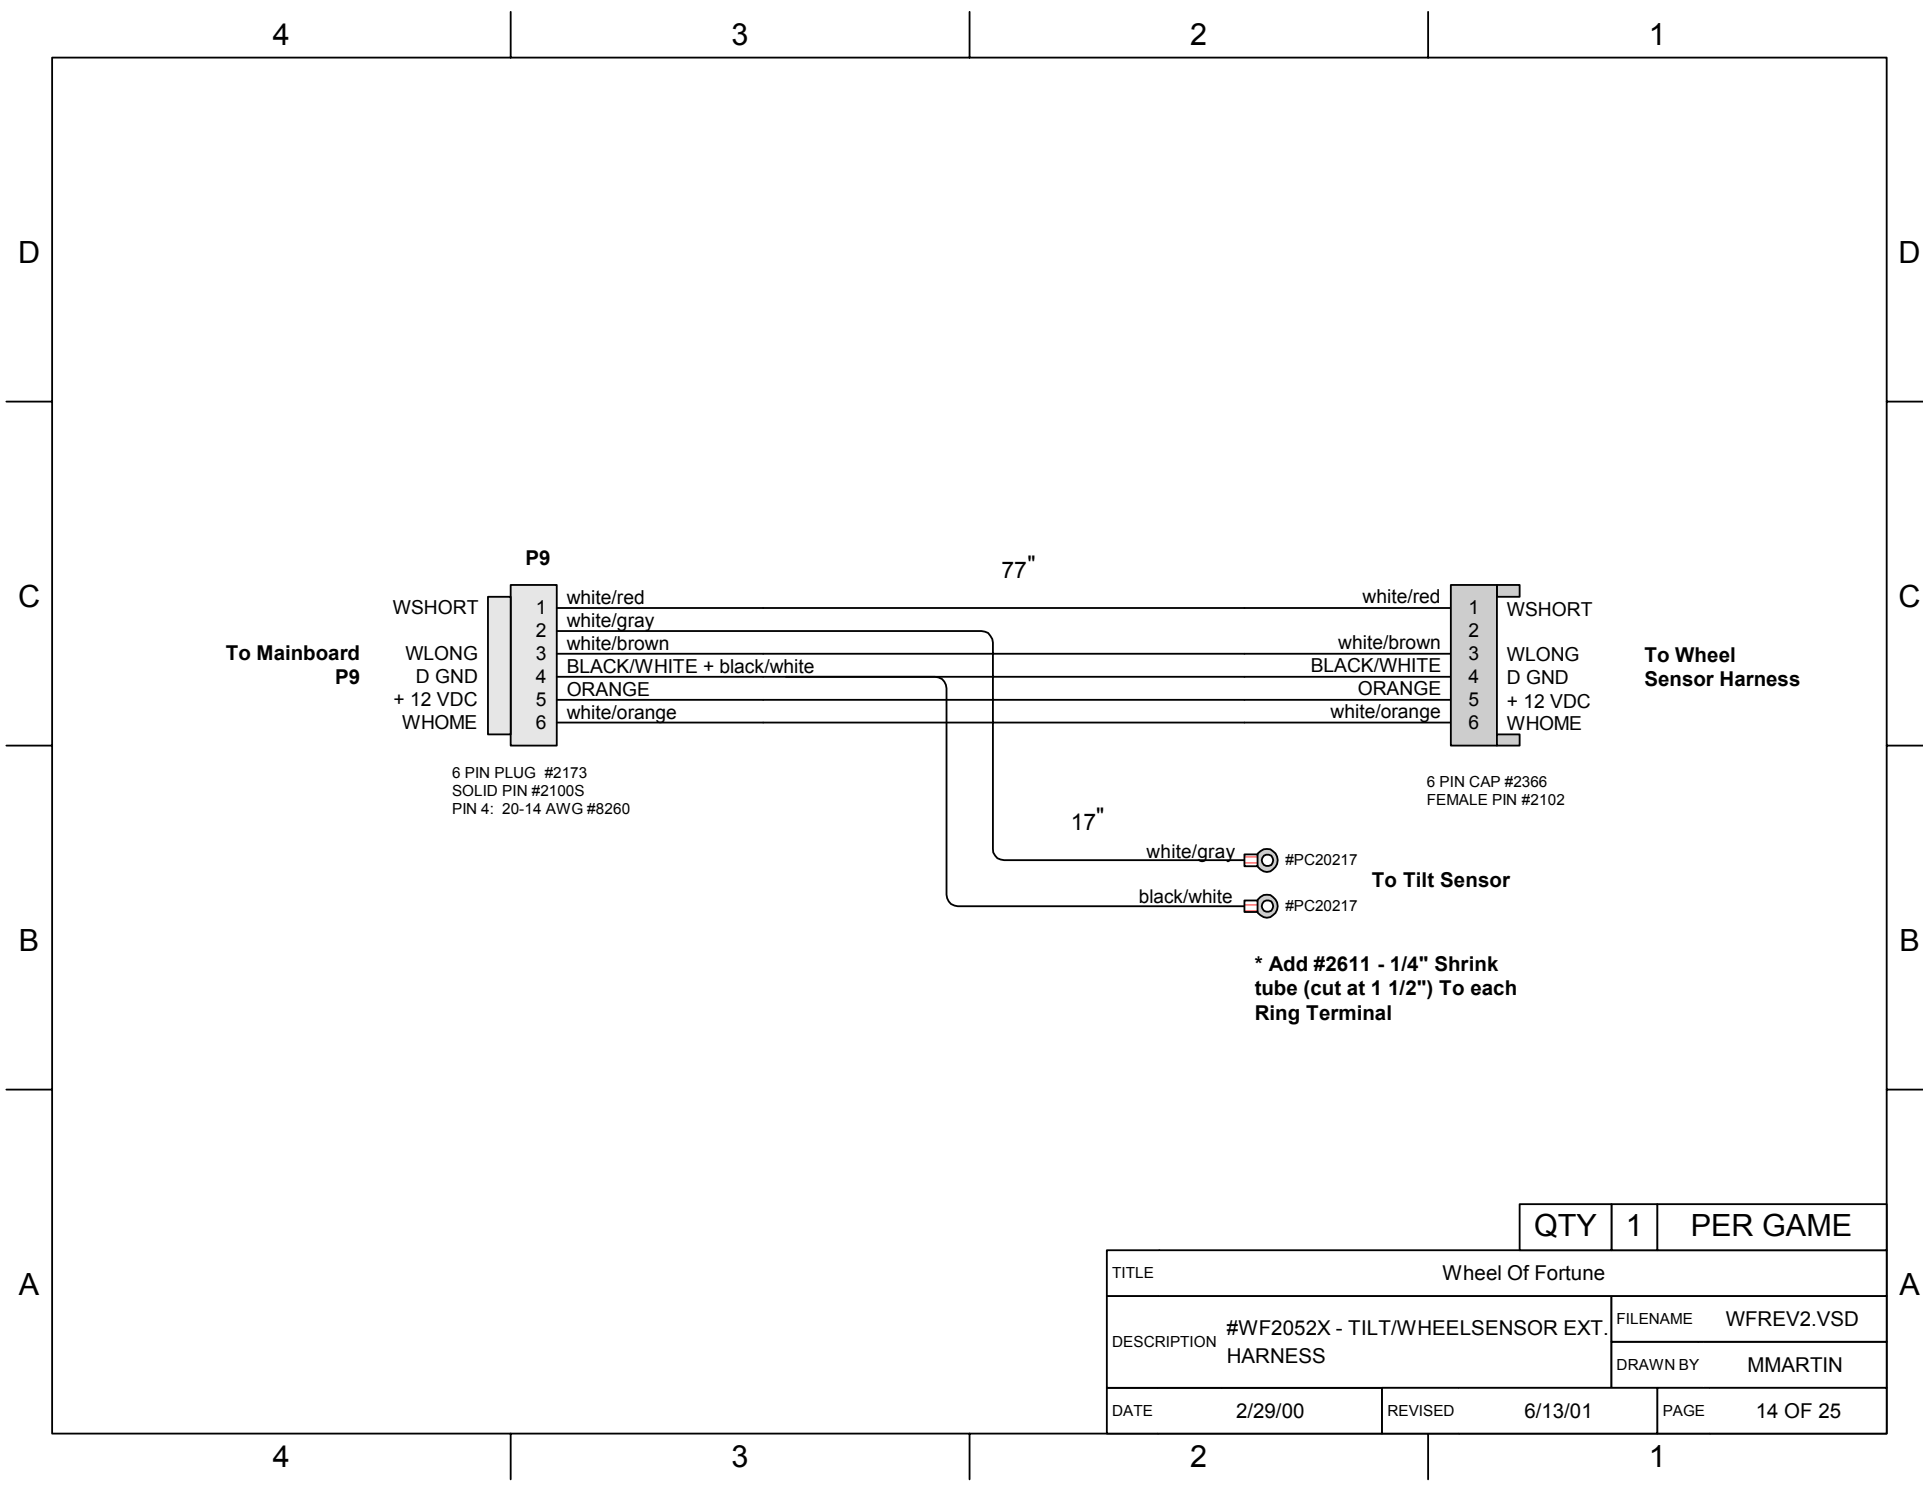 4 3 2 1
D D
P9
77"
C C
WSHORT 1 white/red white/red 1 WSHORT
2 white/gray 2
WLONG 3 white/brown white/brown 3 WLONG
D GND 4 BLACK/WHITE + black/white BLACK/WHITE 4 D GND
+ 12 VDC 5 ORANGE ORANGE 5 + 12 VDC
WHOME 6 white/orange white/orange 6 WHOME
To Mainboard
P9
To Wheel
Sensor Harness
6 PIN PLUG #2173
SOLID PIN #2100S
PIN 4: 20-14 AWG #8260
6 PIN CAP #2366
FEMALE PIN #2102
17"
white/gray #PC20217
To Tilt Sensor
black/white #PC20217
B B
* Add #2611 - 1/4" Shrink
tube (cut at 1 1/2") To each
Ring Terminal
QTY 1 PER GAME
A A
TITLE Wheel Of Fortune
DESCRIPTION #WF2052X - TILT/WHEELSENSOR EXT.
HARNESS
FILENAME WFREV2.VSD
DRAWN BY MMARTIN
DATE 2/29/00 REVISED 6/13/01 PAGE 14 OF 25
4 3 2 1